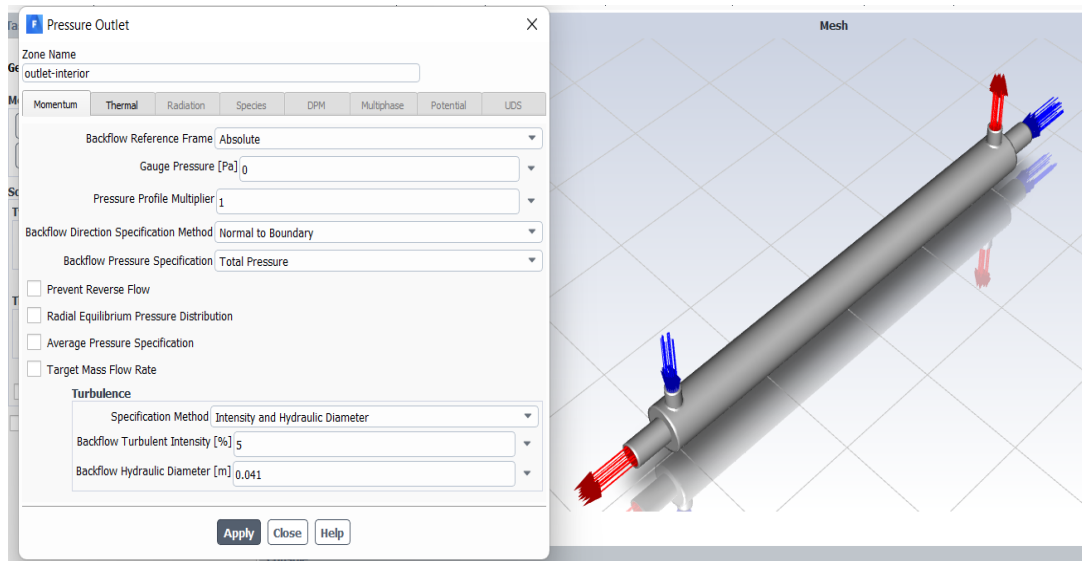 Pressure Outlet
Mesh
Zone Name
outlet-interior
Momentum Thermal Radiation Species DPM Multiphase Potential UDS
Backflow Reference Frame Absolute
Gauge Pressure [Pa] 0
Pressure Profile Multiplier 1
Backflow Direction Specification Method Normal to Boundary
Backflow Pressure Specification Total Pressure
Prevent Reverse Flow
Radial Equilibrium Pressure Distribution
Average Pressure Specification
Target Mass Flow Rate
Turbulence
Specification Method Intensity and Hydraulic Diameter
Backflow Turbulent Intensity [%] 5
Backflow Hydraulic Diameter [m] 0.041
Apply Close Help